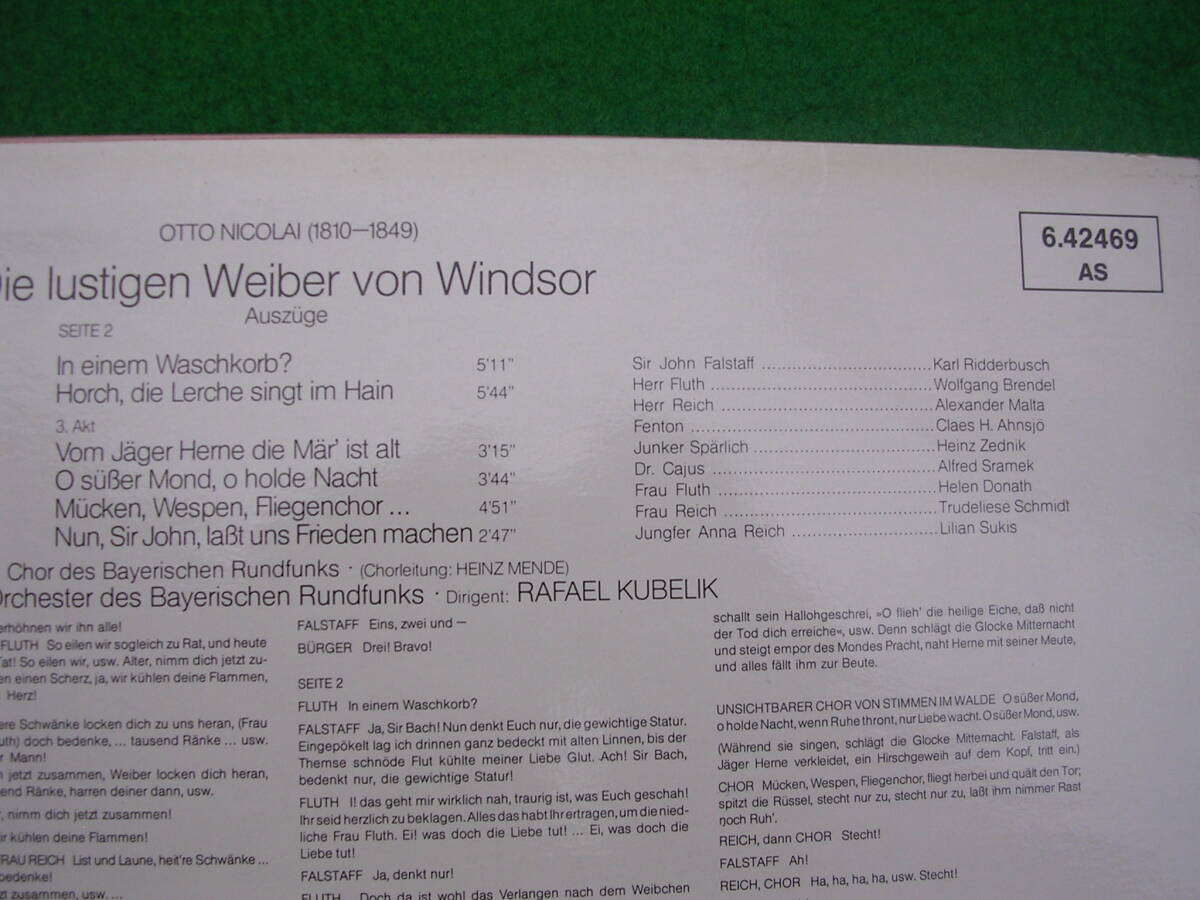 OTTO NICOLAI (1810—1849)
Die lustigen Weiber von Windsor
Auszüge
6.42469
AS
SEITE 2
In einem Waschkorb? 5'11"
Horch, die Lerche singt im Hain 5'44"
3. Akt
Vom Jäger Herne die Mär' ist alt 3'15"
O süßer Mond, o holde Nacht 3'44"
Mücken, Wespen, Fliegenchor ... 4'51"
Nun, Sir John, laßt uns Frieden machen 2'47"
Sir John Falstaff ................................ Karl Ridderbusch
Herr Fluth ................................ Wolfgang Brendel
Herr Reich ................................ Alexander Malta
Fenton ................................ Claes H. Ahnsjö
Junker Spärlich ................................ Heinz Zednik
Dr. Cajus ................................ Alfred Sramek
Frau Fluth ................................ Helen Donath
Frau Reich ................................ Trudeliese Schmidt
Jungfer Anna Reich ................................ Lilian Sukis
Chor des Bayerischen Rundfunks · (Chorleitung: HEINZ MENDE)
Orchester des Bayerischen Rundfunks · Dirigent: RAFAEL KUBELIK
erhöhnen wir ihn alle!
FLUTH So eilen wir sogleich zu Rat, und heute
Tat! So eilen wir, usw. Alter, nimm dich jetzt zu-
en einen Scherz, ja, wir kühlen deine Flammen,
Herz!
ere Schwänke locken dich zu uns heran, (Frau
uth) doch bedenke, ... tausend Ränke ... usw.
r Mann!
jetzt zusammen, Weiber locken dich heran,
end Ränke, harren deiner dann, usw.
, nimm dich jetzt zusammen!
ir kühlen deine Flammen!
FRAU REICH List und Laune, heit're Schwänke ...
bedenke!
zt zusammen, usw. ...
FALSTAFF Eins, zwei und —
BÜRGER Drei! Bravo!
SEITE 2
FLUTH In einem Waschkorb?
FALSTAFF Ja, Sir Bach! Nun denkt Euch nur, die gewichtige Statur.
Eingepökelt lag ich drinnen ganz bedeckt mit alten Linnen, bis der
Themse schnöde Flut kühlte meiner Liebe Glut. Ach! Sir Bach,
bedenkt nur, die gewichtige Statur!
FLUTH I! das geht mir wirklich nah, traurig ist, was Euch geschah!
Ihr seid herzlich zu beklagen. Alles das habt Ihr ertragen, um die nied-
liche Frau Fluth. Ei! was doch die Liebe tut! ... Ei, was doch die
Liebe tut!
FALSTAFF Ja, denkt nur!
FLUTH Doch da ist wohl das Verlangen nach dem Weibchen
schallt sein Hallohgeschrei, »O flieh' die heilige Eiche, daß nicht
der Tod dich erreiche«, usw. Denn schlägt die Glocke Mitternacht
und steigt empor des Mondes Pracht, naht Herne mit seiner Meute,
und alles fällt ihm zur Beute.
UNSICHTBARER CHOR VON STIMMEN IM WALDE O süßer Mond,
o holde Nacht, wenn Ruhe thront, nur Liebe wacht. O süßer Mond, usw.
(Während sie singen, schlägt die Glocke Mitternacht. Falstaff, als
Jäger Herne verkleidet, ein Hirschgeweih auf dem Kopf, tritt ein.)
CHOR Mücken, Wespen, Fliegenchor, fliegt herbei und quält den Tor;
spitzt die Rüssel, stecht nur zu, stecht nur zu, laßt ihm nimmer Rast
noch Ruh'.
REICH, dann CHOR Stecht!
FALSTAFF Ah!
REICH, CHOR Ha, ha, ha, ha, usw. Stecht!